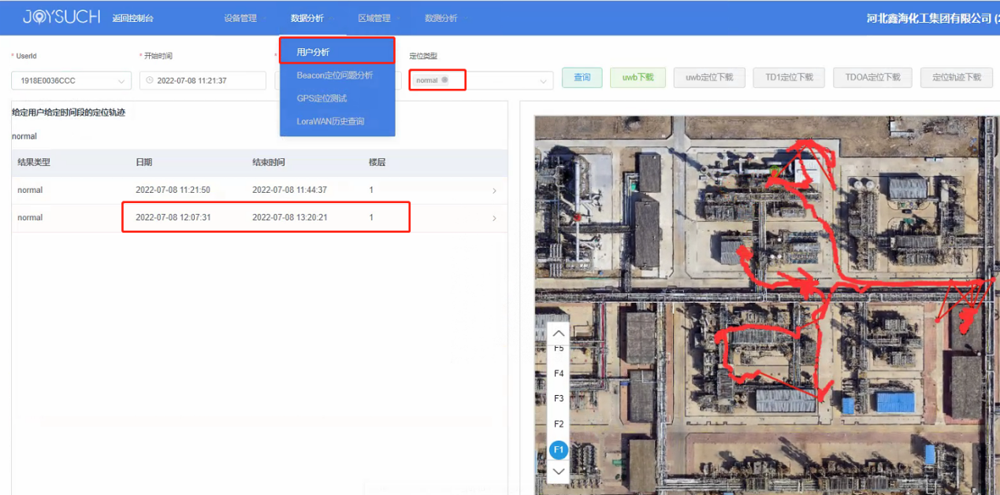 JOYSUCH 返回控制台 设备管理 数据分析 区域管理 数测分析 河北鑫海化工集团有限公司 (2
* UserId * 开始时间 * 用户分析 定位类型
1918E0036CCC 2022-07-08 11:21:37 Beacon定位问题分析 normal 查询 uwb下载 uwb定位下载 TD1定位下载 TDOA定位下载 定位轨迹下载
GPS定位测试
LoraWAN历史查询
给定用户给定时间段的定位轨迹
normal
结果类型 日期 结束时间 楼层
normal 2022-07-08 11:21:50 2022-07-08 11:44:37 1
normal 2022-07-08 12:07:31 2022-07-08 13:20:21 1
F5
F4
F3
F2
F1